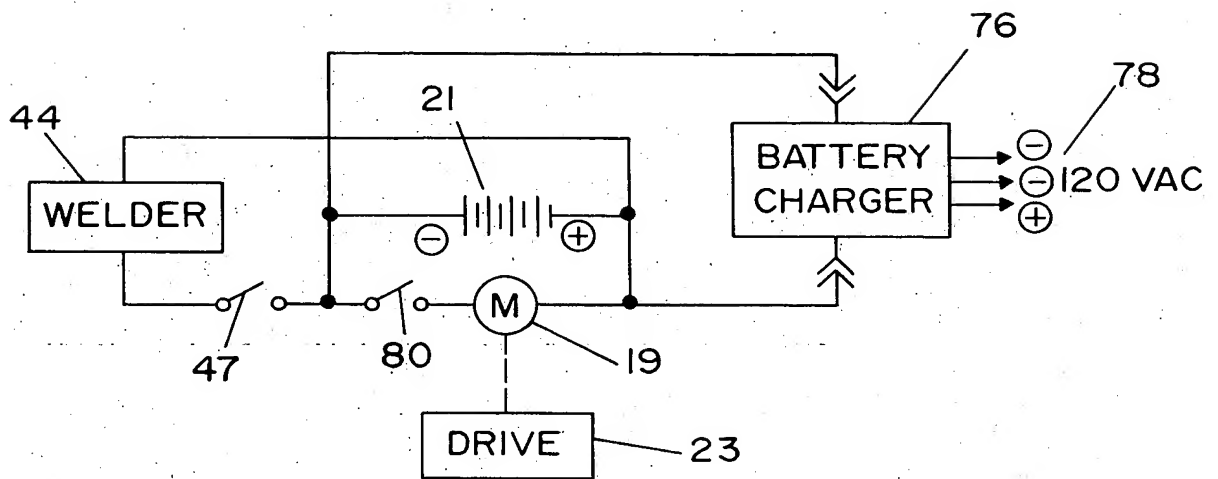 76
78
44
21
WELDER
BATTERY
CHARGER
⊖
⊖ 120 VAC
⊕
⊖
⊕
M
47
80
19
DRIVE
23